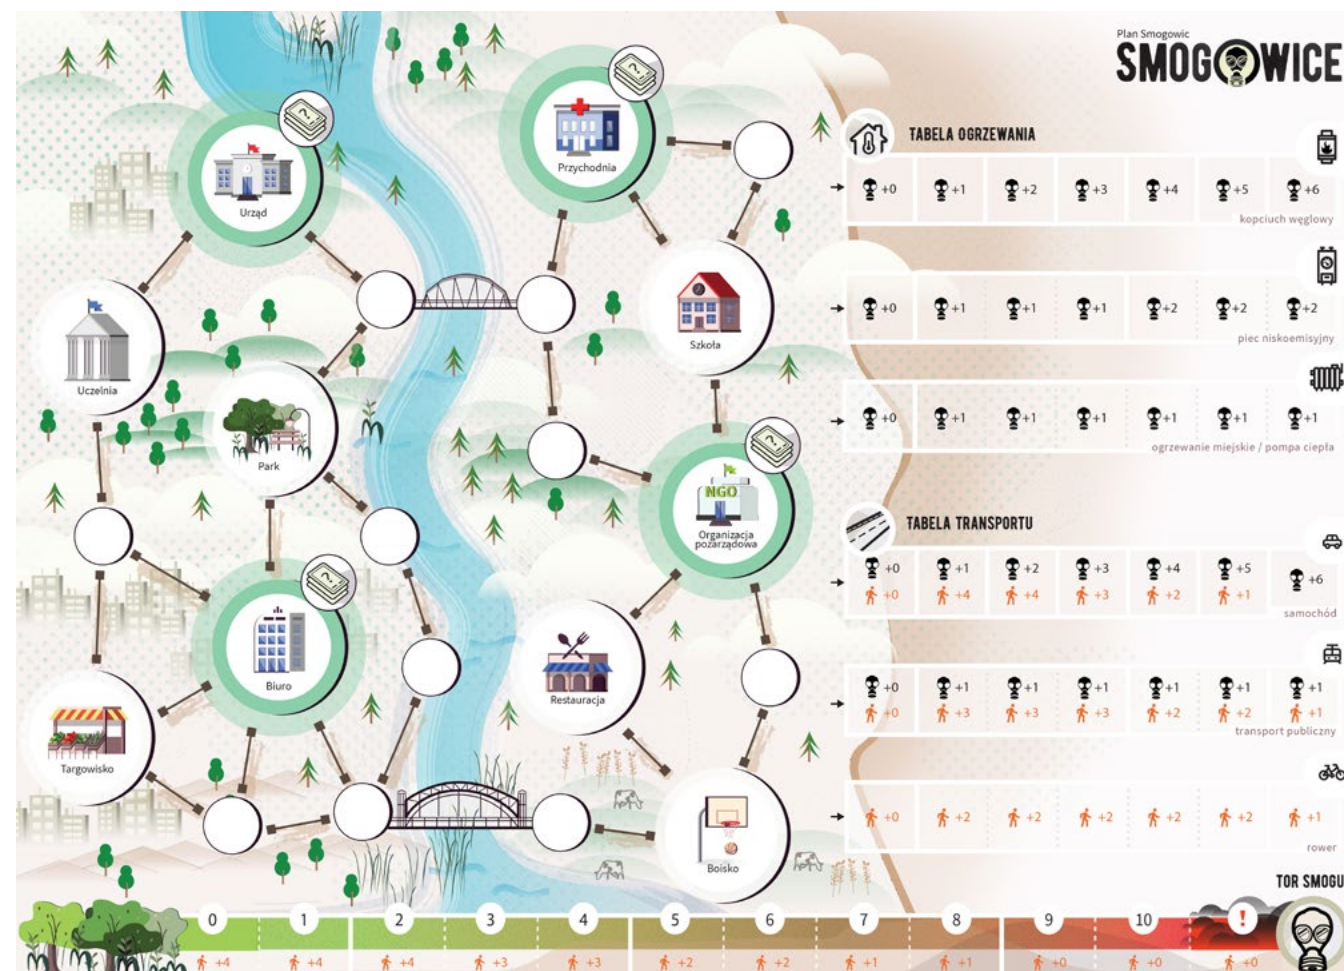 Plan Smogowic
SMOGOWICE
TABELA OGRZEWANIA
+0 +1 +2 +3 +4 +5 +6
kopciuch węglowy
+0 +1 +1 +1 +2 +2 +2
piec niskoemisyjny
+0 +1 +1 +1 +1 +1 +1
ogrzewanie miejskie / pompa ciepła
TABELA TRANSPORTU
+0 +1 +2 +3 +4 +5 +6
+0 +4 +4 +3 +2 +1
samochód
+0 +1 +1 +1 +1 +1 +1
+0 +3 +3 +3 +2 +2 +1
transport publiczny
+0 +2 +2 +2 +2 +2 +1
rower
TOR SMOGU
Urząd
Przychodnia
Uczelnia
Szkoła
Park
NGO
Organizacja
pozarządowa
Biuro
Restauracja
Targowisko
Boisko
0 1 2 3 4 5 6 7 8 9 10 !
+4 +4 +4 +3 +3 +2 +2 +1 +1 +0 +0 +0